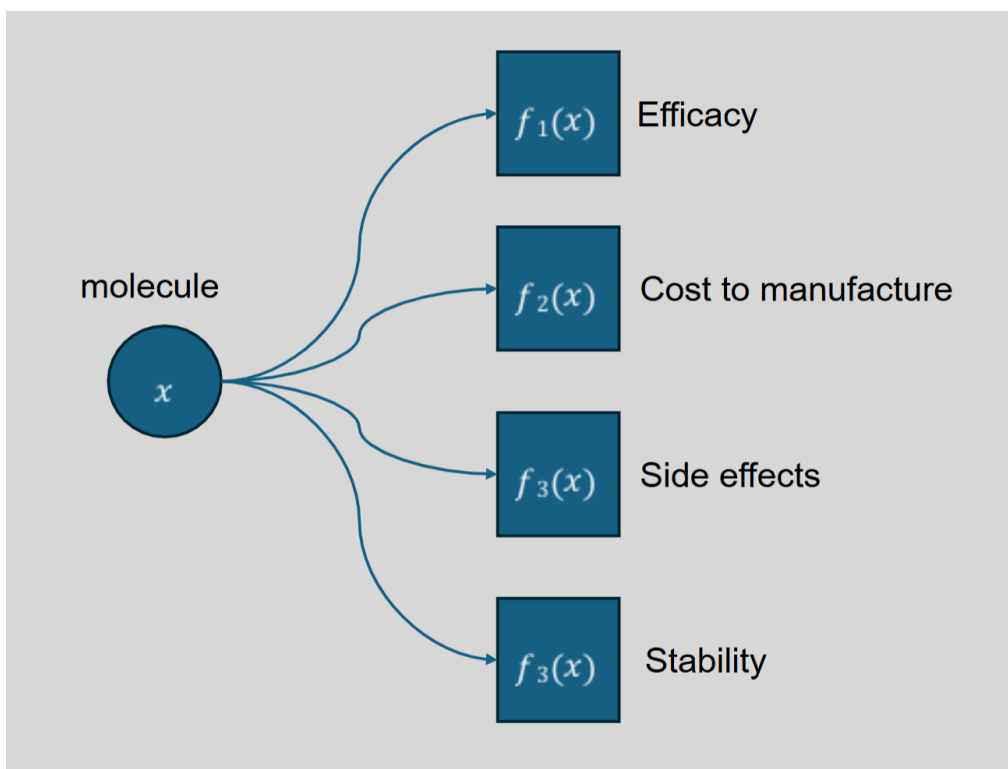 f₁(x) Efficacy
molecule
f₂(x) Cost to manufacture
x
f₃(x) Side effects
f₃(x) Stability